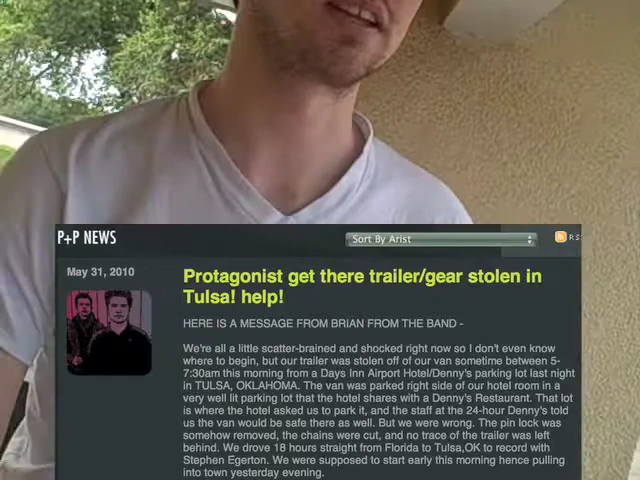 P+P NEWS
Sort By Arist
RS
May 31, 2010
Protagonist get there trailer/gear stolen in
Tulsa! help!
HERE IS A MESSAGE FROM BRIAN FROM THE BAND -
We're all a little scatter-brained and shocked right now so I don't even know
where to begin, but our trailer was stolen off of our van sometime between 5-
7:30am this morning from a Days Inn Airport Hotel/Denny's parking lot last night
in TULSA, OKLAHOMA. The van was parked right side of our hotel room in a
very well lit parking lot that the hotel shares with a Denny's Restaurant. That lot
is where the hotel asked us to park it, and the staff at the 24-hour Denny's told
us the van would be safe there as well. But we were wrong. The pin lock was
somehow removed, the chains were cut, and no trace of the trailer was left
behind. We drove 18 hours straight from Florida to Tulsa,OK to record with
Stephen Egerton. We were supposed to start early this morning hence pulling
into town yesterday evening.